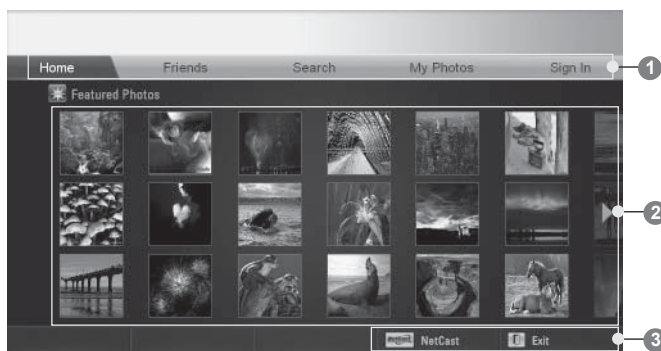 Home Friends Search My Photos Sign In
1
Featured Photos
2
NetCast Exit
3